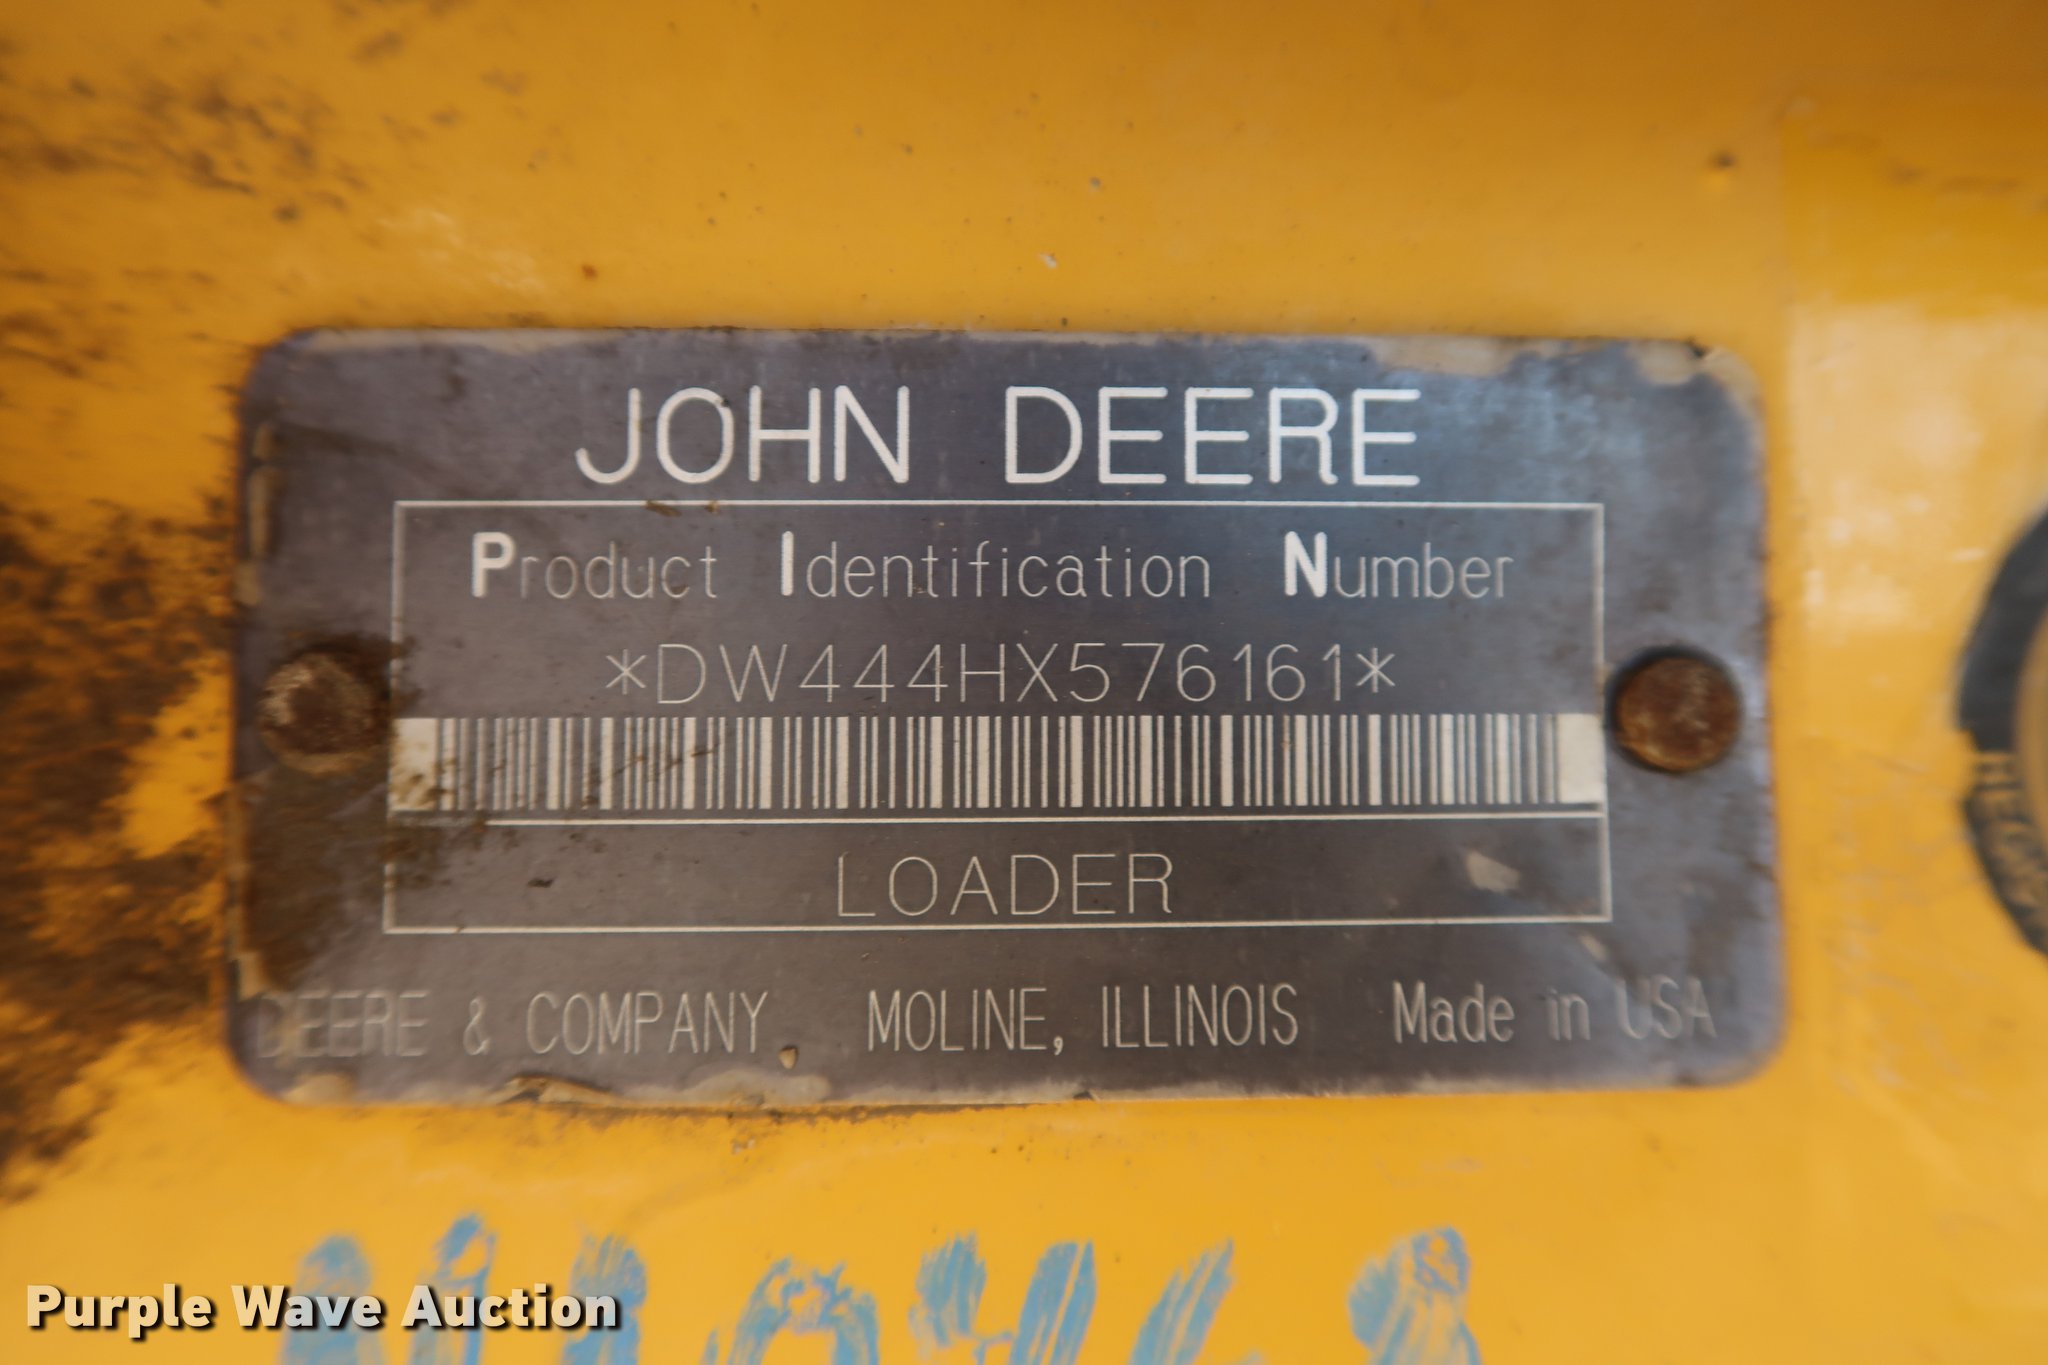 JOHN DEERE
Product Identification Number
*DW444HX576161*
LOADER
DEERE & COMPANY MOLINE, ILLINOIS Made in USA
Purple Wave Auction